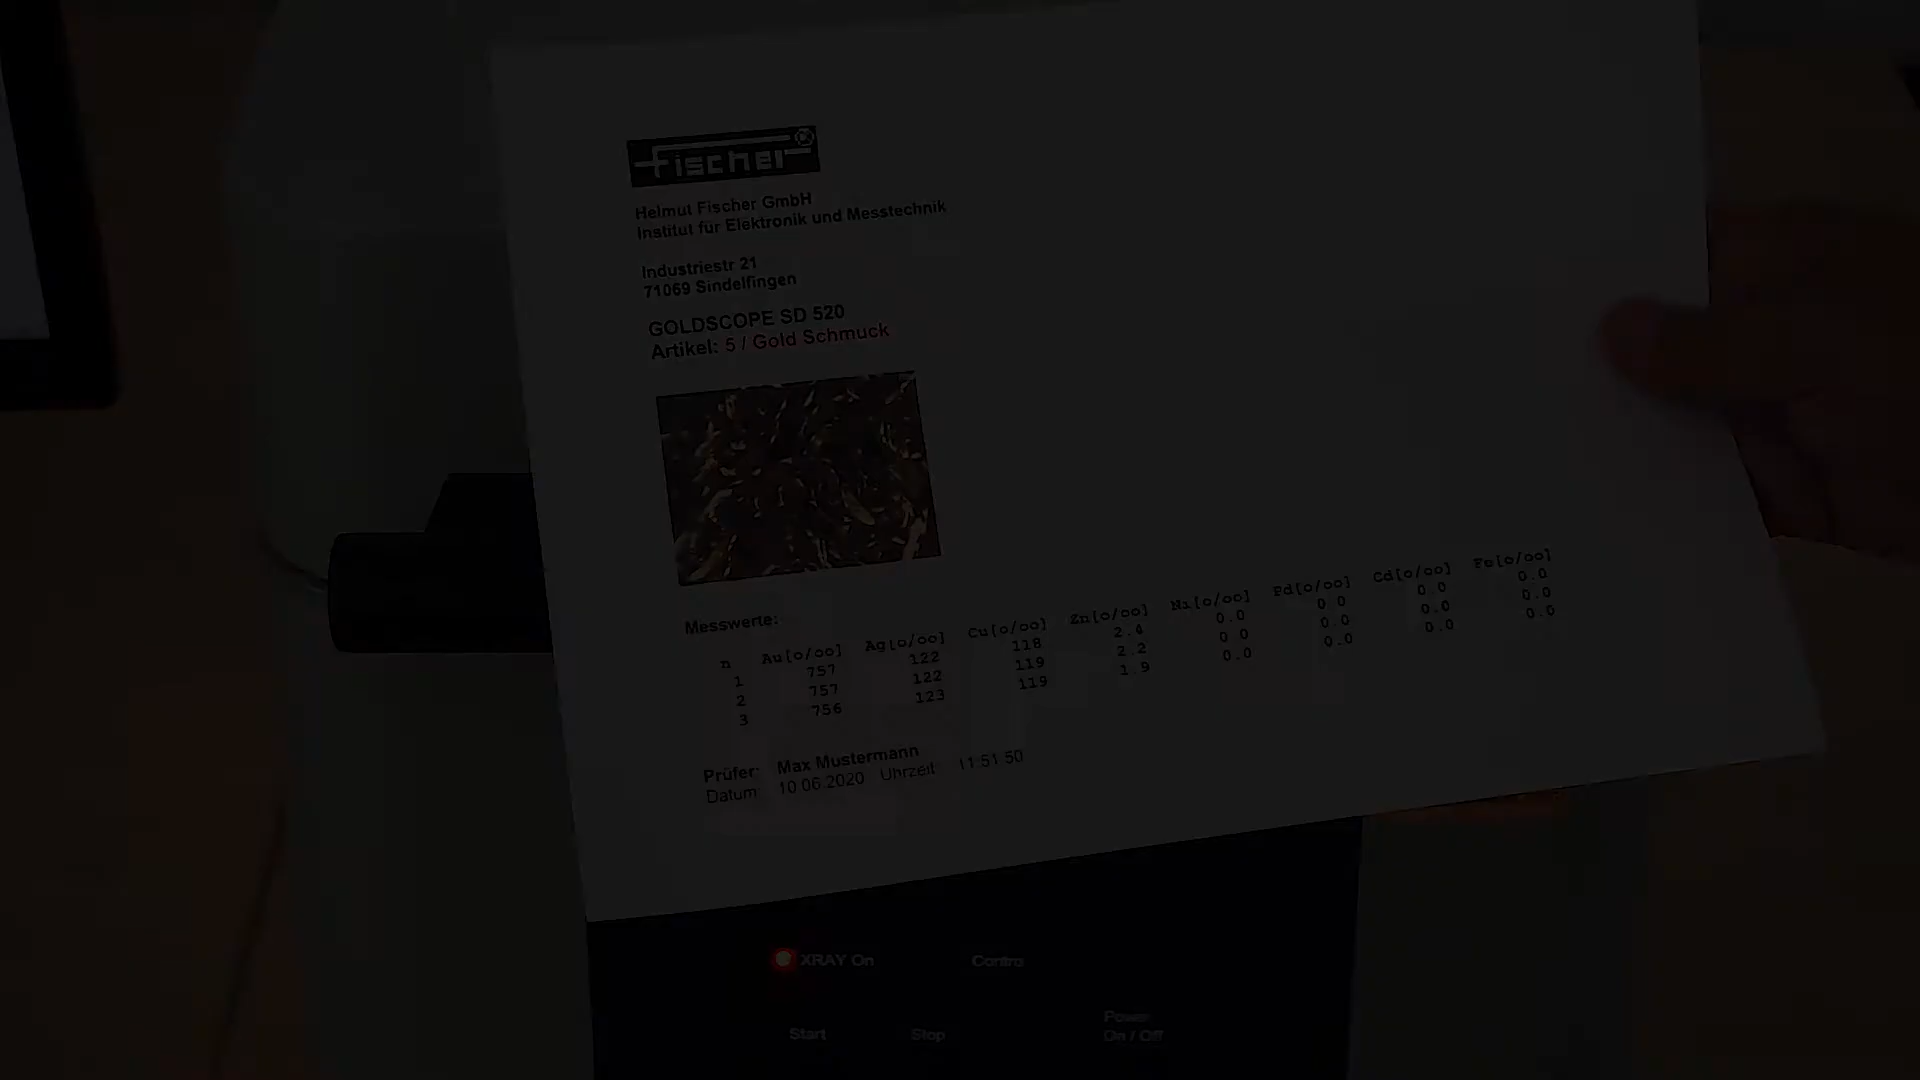 fischer
Helmut Fischer GmbH
Institut für Elektronik und Messtechnik
Industriestr 21
71069 Sindelfingen
GOLDSCOPE SD 520
Artikel: 5 / Gold Schmuck
Messwerte:
n Au[o/oo] Ag[o/oo] Cu[o/oo] Zn[o/oo] Ni[o/oo] Pd[o/oo] Cd[o/oo] Fe[o/oo]
1 757 122 118 2.4 0.0 0.0 0.0 0.0
2 757 122 119 2.2 0.0 0.0 0.0 0.0
3 756 123 119 1.9 0.0 0.0 0.0 0.0
Prüfer: Max Mustermann
Datum: 10.06.2020 Uhrzeit: 11:51:50
XRAY On Control
Start Stop Power
On / Off